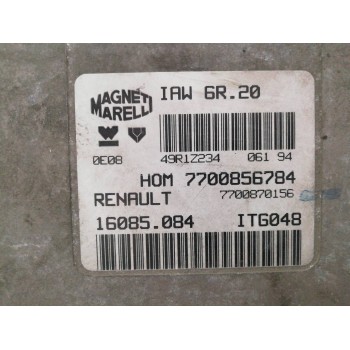 MAGNETI MARELLI
IAW 6R.20
0E08 49R1Z234 061 94
HOM 7700856784
RENAULT 7700870156
16085.084 ITG048